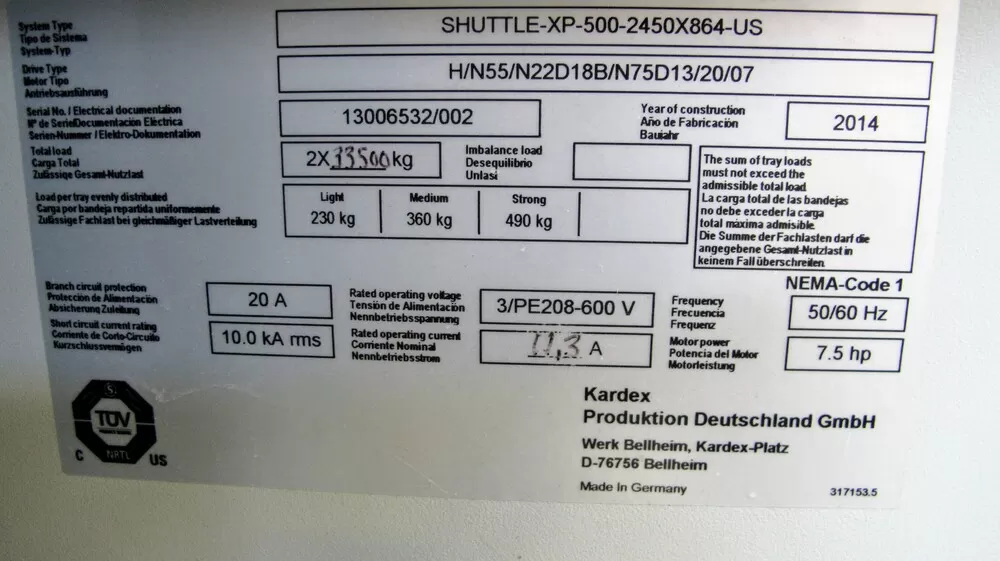 System Type
Tipo de Sistema
System-Typ
SHUTTLE-XP-500-2450X864-US
Drive Type
Motor Tipo
Antriebsausführung
H/N55/N22D18B/N75D13/20/07
Serial No. / Electrical documentation
Nº de Serie/Documentación Eléctrica
Serien-Nummer / Elektro-Dokumentation
13006532/002
Year of construction
Año de Fabricación
Baujahr
2014
Total load
Carga Total
Zulässige Gesamt-Nutzlast
2X 13500 kg
Imbalance load
Desequilibrio
Unlast
Load per tray evenly distributed
Carga por bandeja repartida uniformemente
Zulässige Fachlast bei gleichmäßiger Lastverteilung
Light
230 kg
Medium
360 kg
Strong
490 kg
The sum of tray loads
must not exceed the
admissible total load
La carga total de las bandejas
no debe exceder la carga
total máxima admisible
Die Summe der Fachlasten darf die
angegebene Gesamt-Nutzlast in
keinem Fall überschreiten
NEMA-Code 1
Branch circuit protection
Protección de Alimentación
Absicherung Zuleitung
20 A
Rated operating voltage
Tensión de Alimentación
Nennbetriebsspannung
3/PE208-600 V
Frequency
Frecuencia
Frequenz
50/60 Hz
Short circuit current rating
Corriente de Corto-Circuito
Kurzschlussvermögen
10.0 kA rms
Rated operating current
Corriente Nominal
Nennbetriebsstrom
11,3 A
Motor power
Potencia del Motor
Motorleistung
7.5 hp
TÜV
NRTL
C US
Kardex
Produktion Deutschland GmbH
Werk Bellheim, Kardex-Platz
D-76756 Bellheim
Made In Germany
317153.5